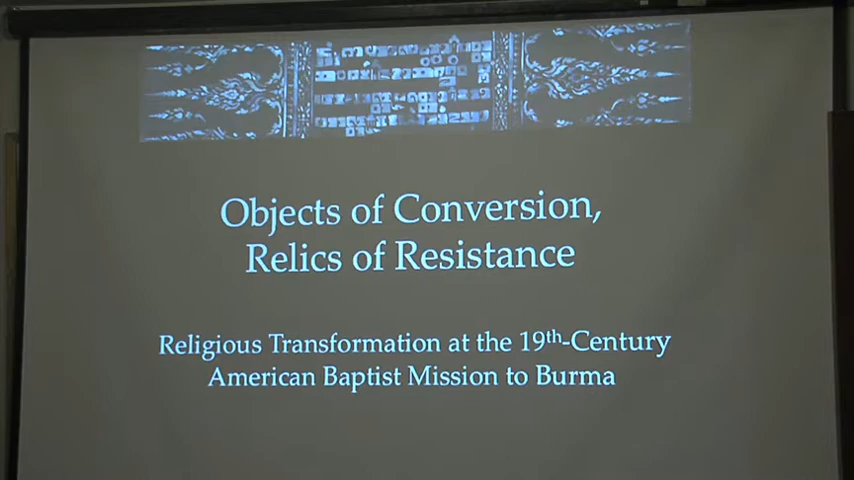 Objects of Conversion,
Relics of Resistance
Religious Transformation at the 19th-Century
American Baptist Mission to Burma